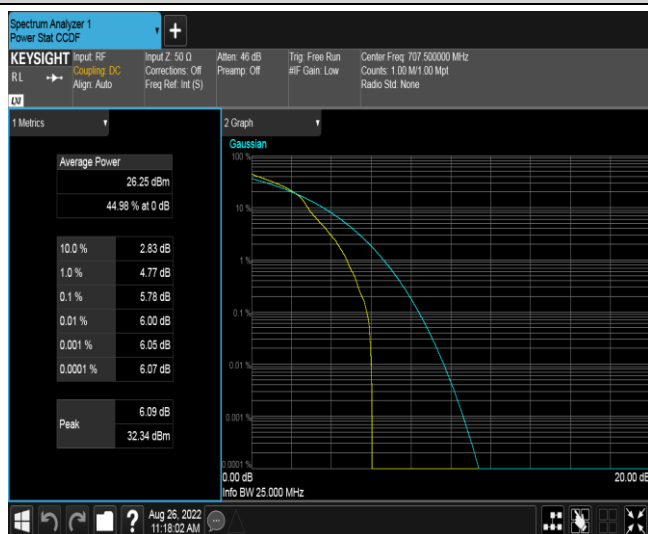 Spectrum Analyzer 1
Power Stat CCDF
+
KEYSIGHT
RL
LXI
Input: RF
Coupling: DC
Align: Auto
Input Z: 50 Ω
Corrections: Off
Freq Ref: Int (S)
Atten: 46 dB
Preamp: Off
Trig: Free Run
#IF Gain: Low
Center Freq: 707.500000 MHz
Counts: 1.00 M/1.00 Mpt
Radio Std: None
1 Metrics
Average Power
26.25 dBm
44.98 % at 0 dB
10.0 % 2.83 dB
1.0 % 4.77 dB
0.1 % 5.78 dB
0.01 % 6.00 dB
0.001 % 6.05 dB
0.0001 % 6.07 dB
Peak
6.09 dB
32.34 dBm
2 Graph
Gaussian
100 %
10 %
1 %
0.1 %
0.01 %
0.001 %
0.0001 %
0.00 dB 20.00 dB
Info BW 25.000 MHz
?
Aug 26, 2022
11:18:02 AM